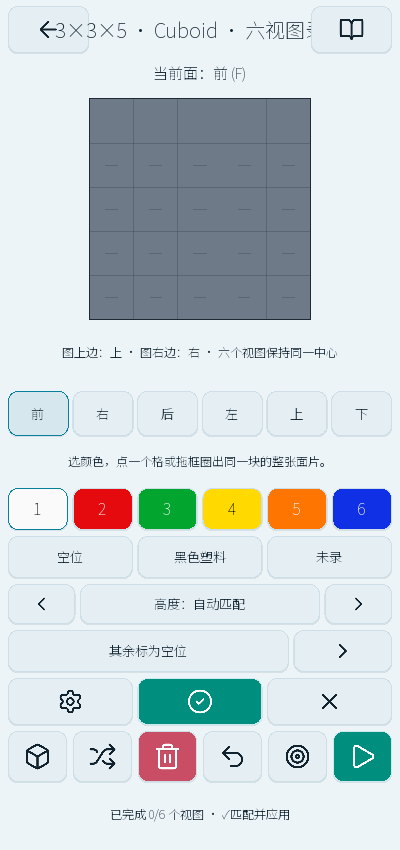 3×3×5 · Cuboid · 六视图
当前面：前 (F)
图上边：上 · 图右边：右 · 六个视图保持同一中心
前 右 后 左 上 下
选颜色，点一个格或拖框圈出同一块的整张面片。
1 2 3 4 5 6
空位 黑色塑料 未录
高度：自动匹配
其余标为空位
已完成 0/6 个视图 · ✓匹配并应用